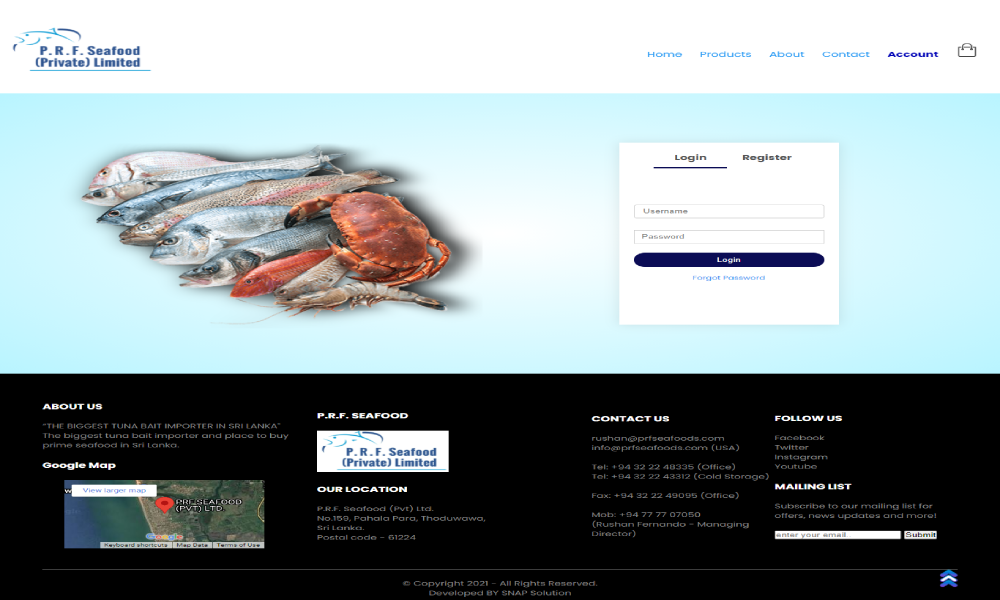 P.R.F. Seafood
(Private) Limited
Home Products About Contact Account
Login Register
Username
Password
Login
Forgot Password
ABOUT US
"THE BIGGEST TUNA BAIT IMPORTER IN SRI LANKA"
The biggest tuna bait importer and place to buy
prime seafood in Sri Lanka.
Google Map
View larger map
PRF SEAFOOD
(PVT) LTD
Google
Keyboard shortcuts Map Data Terms of Use
P.R.F. SEAFOOD
P.R.F. Seafood
(Private) Limited
OUR LOCATION
P.R.F. Seafood (Pvt) Ltd.
No.159, Pahala Para, Thoduwawa,
Sri Lanka.
Postal code - 61224
CONTACT US
rushan@prfseafoods.com
info@prfseafoods.com (USA)
Tel: +94 32 22 48335 (Office)
Tel: +94 32 22 43312 (Cold Storage)
Fax: +94 32 22 49095 (Office)
Mob: +94 77 77 07050
(Rushan Fernando - Managing
Director)
FOLLOW US
Facebook
Twitter
Instagram
Youtube
MAILING LIST
Subscribe to our mailing list for
offers, news updates and more!
enter your email... Submit
© Copyright 2021 - All Rights Reserved.
Developed BY SNAP Solution